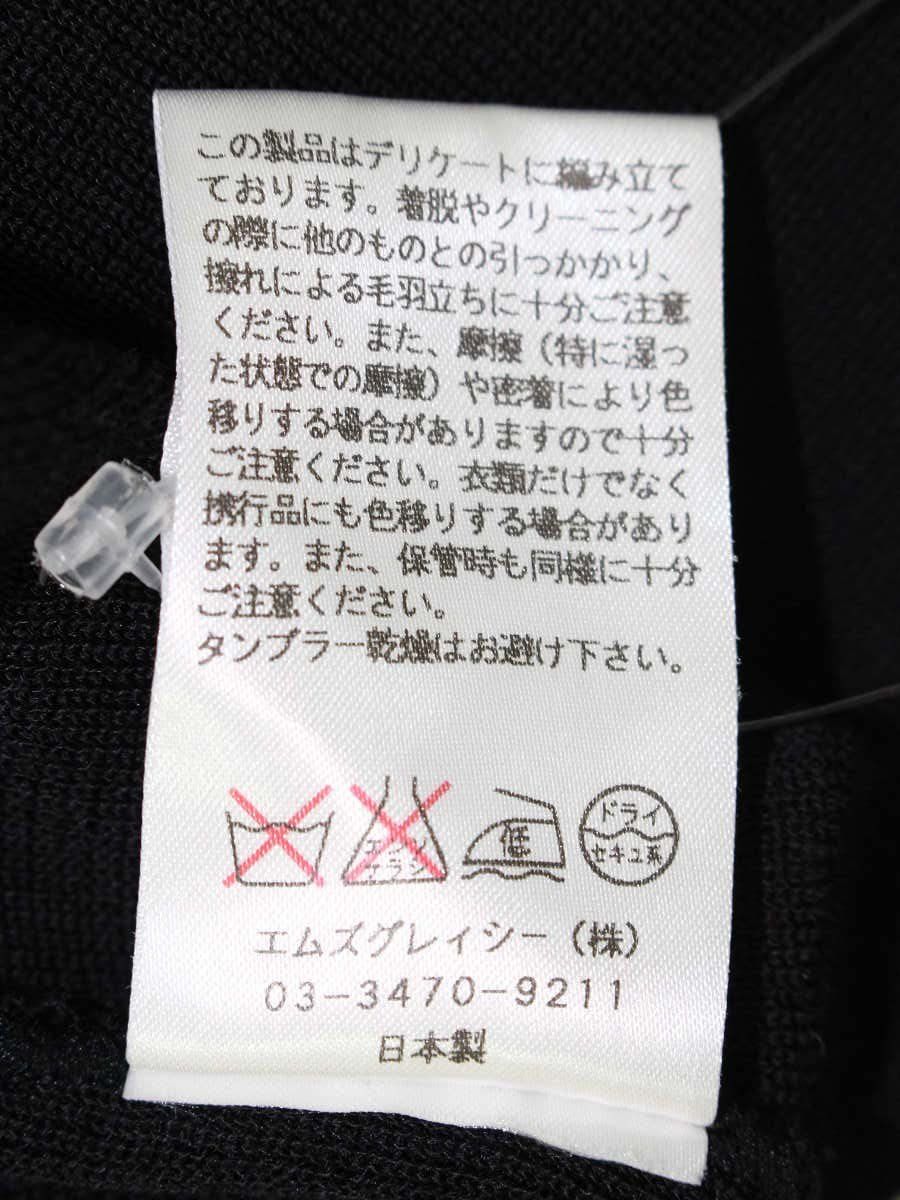 この製品はデリケートに編み立て
ております。着脱やクリーニング
の際に他のものとの引っかかり、
擦れによる毛羽立ちに十分ご注意
ください。また、摩擦（特に湿っ
た状態での摩擦）や密着により色
移りする場合がありますので十分
ご注意ください。衣類だけでなく
携行品にも色移りする場合があり
ます。また、保管時も同様に十分
ご注意ください。
タンブラー乾燥はお避け下さい。
エンソ
サラシ
低
ドライ
セキユ系
エムズグレイシー（株）
03-3470-9211
日本製